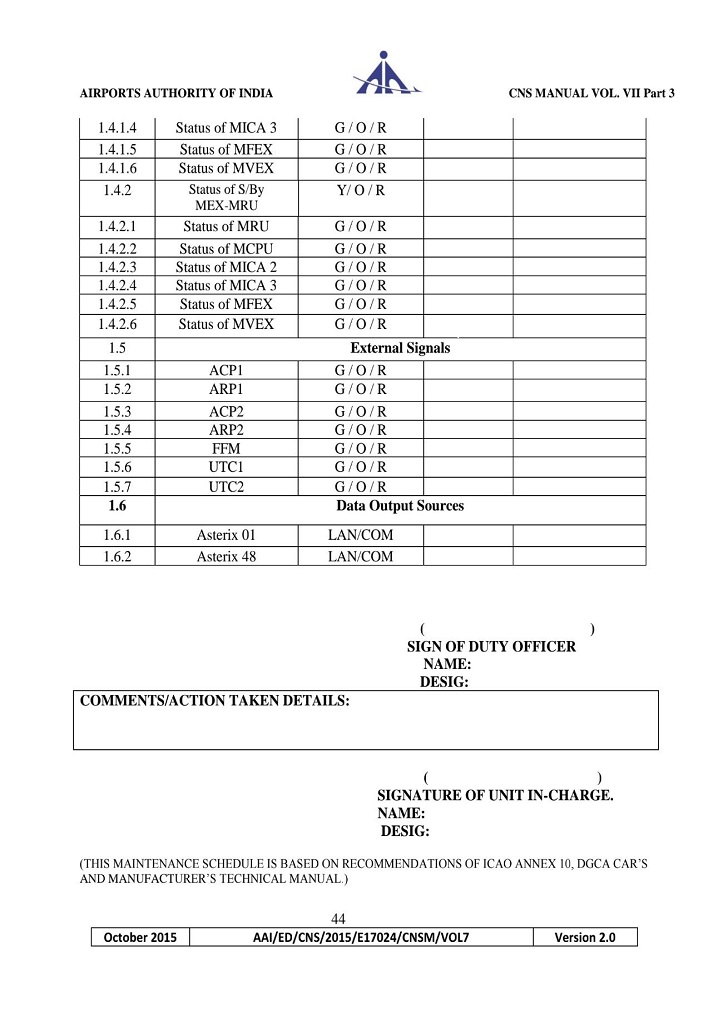 AIRPORTS AUTHORITY OF INDIA CNS MANUAL VOL. VII Part 3
1.4.1.4 Status of MICA 3 G / O / R
1.4.1.5 Status of MFEX G / O / R
1.4.1.6 Status of MVEX G / O / R
1.4.2 Status of S/By Y/ O / R
MEX-MRU
1.4.2.1 Status of MRU G / O / R
1.4.2.2 Status of MCPU G / O / R
1.4.2.3 Status of MICA 2 G / O / R
1.4.2.4 Status of MICA 3 G / O / R
1.4.2.5 Status of MFEX G / O / R
1.4.2.6 Status of MVEX G / O / R
1.5 External Signals
1.5.1 ACP1 G / O / R
1.5.2 ARP1 G / O / R
1.5.3 ACP2 G / O / R
1.5.4 ARP2 G / O / R
1.5.5 FFM G / O / R
1.5.6 UTC1 G / O / R
1.5.7 UTC2 G / O / R
1.6 Data Output Sources
1.6.1 Asterix 01 LAN/COM
1.6.2 Asterix 48 LAN/COM
( )
SIGN OF DUTY OFFICER
NAME:
DESIG:
COMMENTS/ACTION TAKEN DETAILS:
( )
SIGNATURE OF UNIT IN-CHARGE.
NAME:
DESIG:
(THIS MAINTENANCE SCHEDULE IS BASED ON RECOMMENDATIONS OF ICAO ANNEX 10, DGCA CAR'S
AND MANUFACTURER'S TECHNICAL MANUAL.)
44
October 2015 AAI/ED/CNS/2015/E17024/CNSM/VOL7 Version 2.0